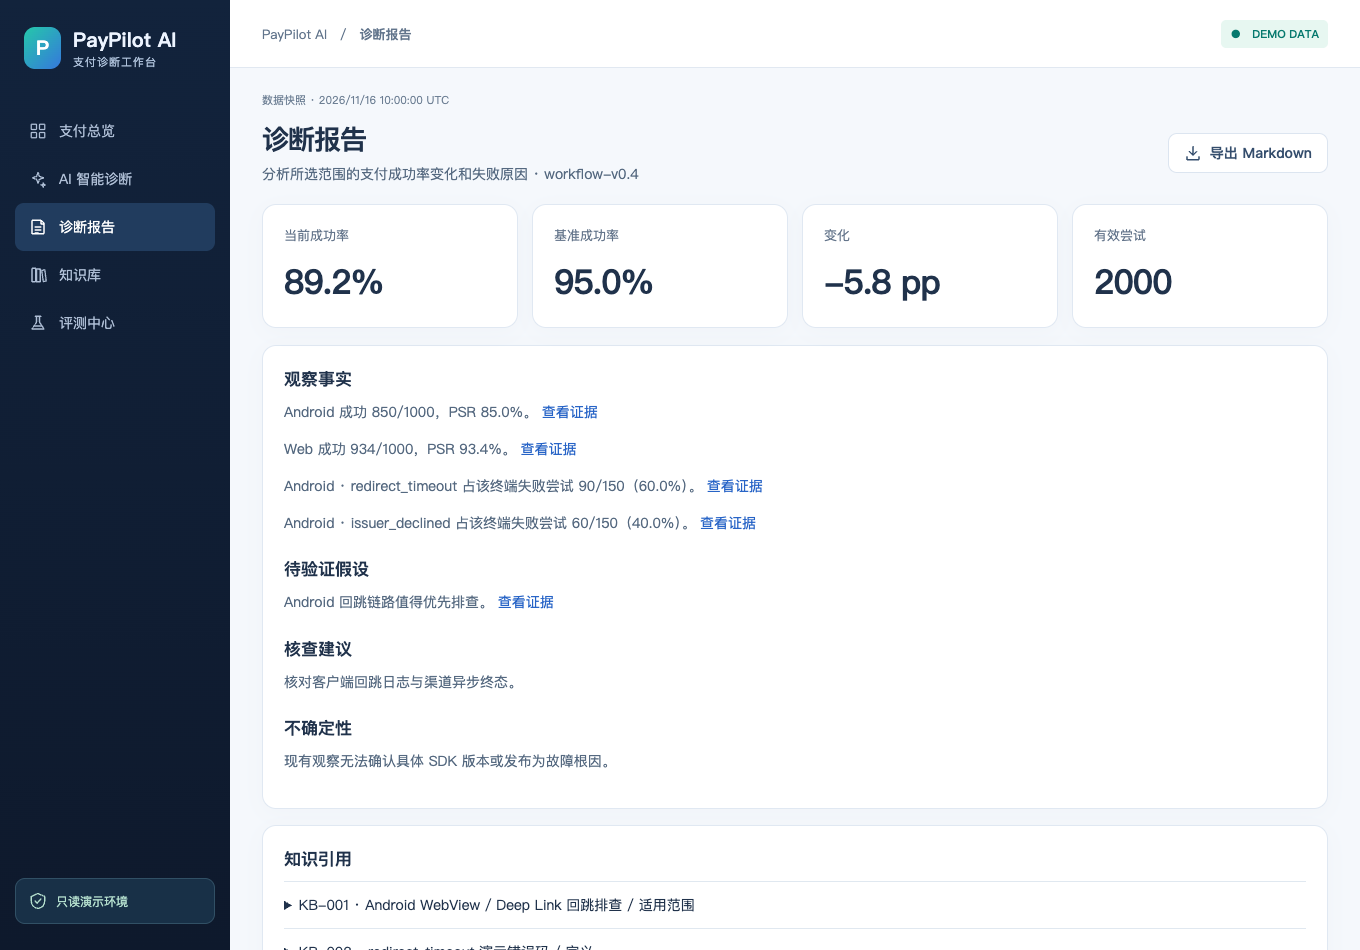 P
PayPilot AI
支付诊断工作台
支付总览
AI 智能诊断
诊断报告
知识库
评测中心
只读演示环境
PayPilot AI / 诊断报告
DEMO DATA
数据快照 · 2026/11/16 10:00:00 UTC
诊断报告
分析所选范围的支付成功率变化和失败原因 · workflow-v0.4
导出 Markdown
当前成功率
89.2%
基准成功率
95.0%
变化
-5.8 pp
有效尝试
2000
观察事实
Android 成功 850/1000，PSR 85.0%。 查看证据
Web 成功 934/1000，PSR 93.4%。 查看证据
Android · redirect_timeout 占该终端失败尝试 90/150（60.0%）。 查看证据
Android · issuer_declined 占该终端失败尝试 60/150（40.0%）。 查看证据
待验证假设
Android 回跳链路值得优先排查。 查看证据
核查建议
核对客户端回跳日志与渠道异步终态。
不确定性
现有观察无法确认具体 SDK 版本或发布为故障根因。
知识引用
KB-001 · Android WebView / Deep Link 回跳排查 / 适用范围